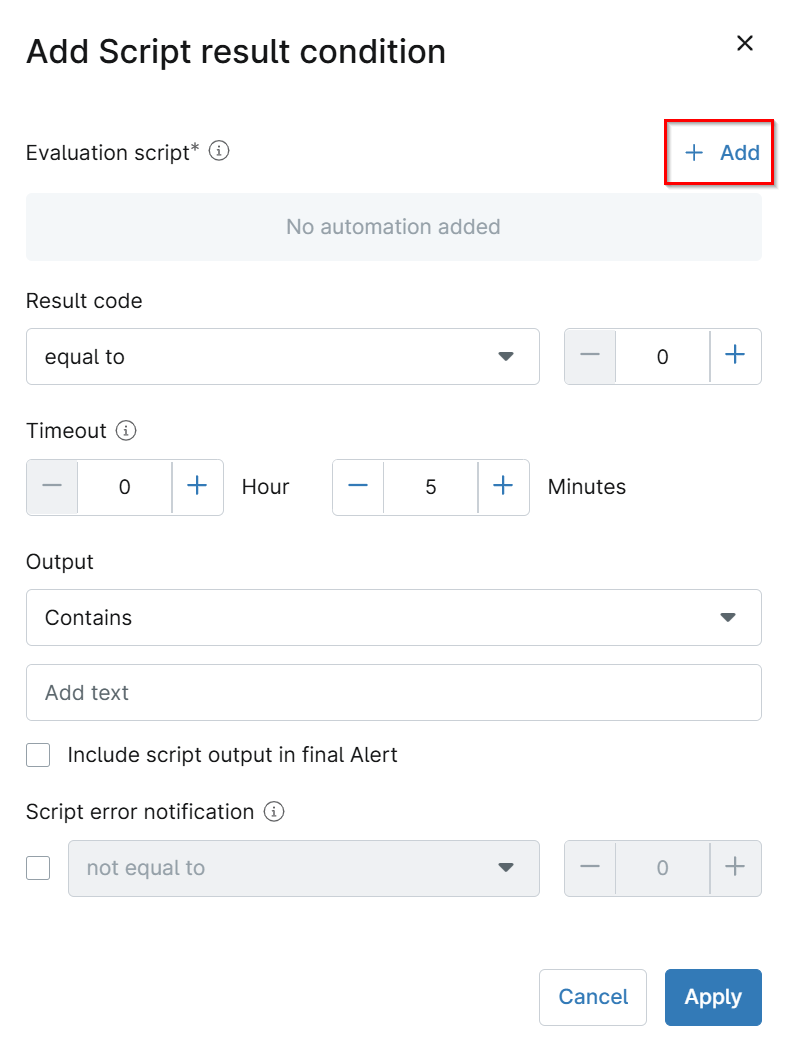 Add Script result condition
Evaluation script*
+ Add
No automation added
Result code
equal to
0
Timeout
0 Hour 5 Minutes
Output
Contains
Add text
Include script output in final Alert
Script error notification
not equal to
0
Cancel Apply